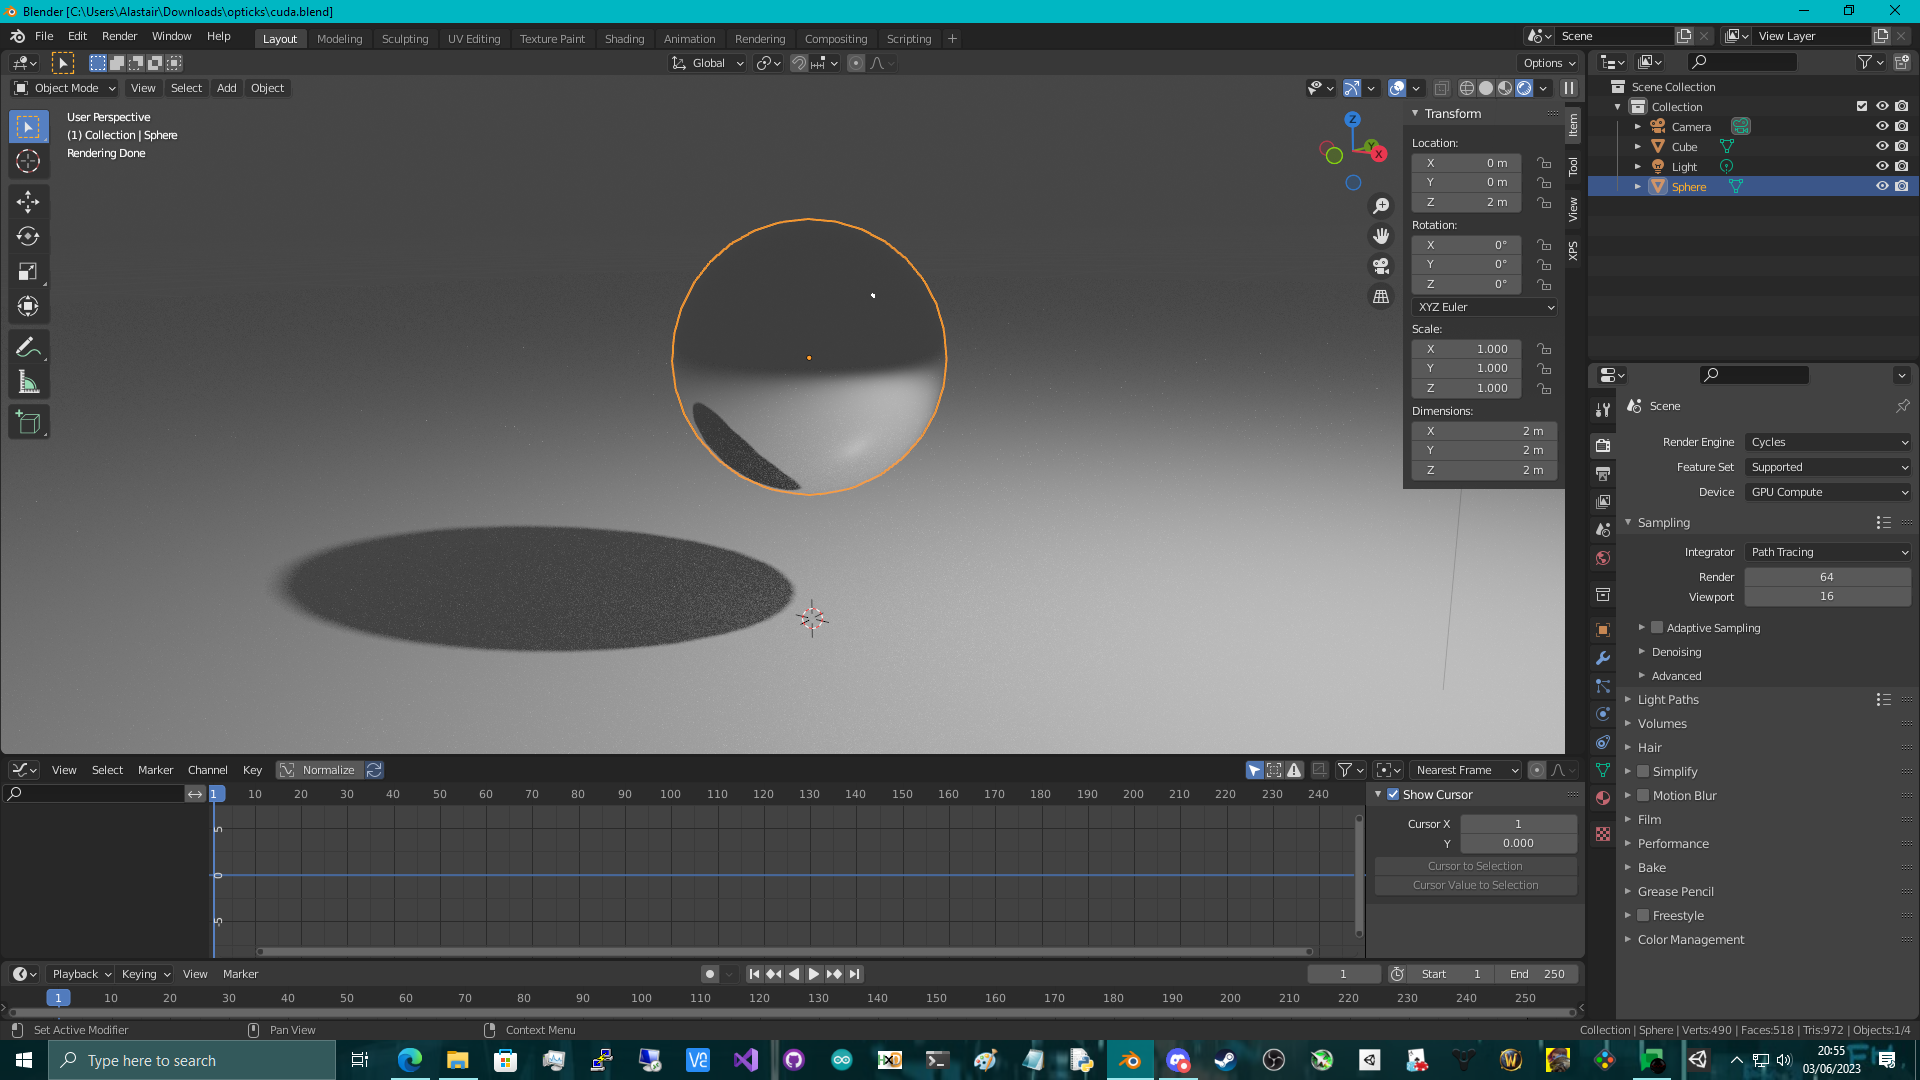 Blender [C:\Users\Alastair\Downloads\opticks\cuda.blend]
File Edit Render Window Help Layout Modeling Sculpting UV Editing Texture Paint Shading Animation Rendering Compositing Scripting + Scene View Layer
Global Options
Object Mode View Select Add Object
User Perspective
(1) Collection | Sphere
Rendering Done
Z
Y
X
Transform
Location:
X 0 m
Y 0 m
Z 2 m
Rotation:
X 0°
Y 0°
Z 0°
XYZ Euler
Scale:
X 1.000
Y 1.000
Z 1.000
Dimensions:
X 2 m
Y 2 m
Z 2 m
Item
Tool
View
XPS
Scene Collection
Collection
Camera
Cube
Light
Sphere
Scene
Render Engine Cycles
Feature Set Supported
Device GPU Compute
Sampling
Integrator Path Tracing
Render 64
Viewport 16
Adaptive Sampling
Denoising
Advanced
Light Paths
Volumes
Hair
Simplify
Motion Blur
Film
Performance
Bake
Grease Pencil
Freestyle
Color Management
View Select Marker Channel Key Normalize Nearest Frame
1 10 20 30 40 50 60 70 80 90 100 110 120 130 140 150 160 170 180 190 200 210 220 230 240
5
0
-5
Show Cursor
Cursor X 1
Y 0.000
Cursor to Selection
Cursor Value to Selection
Playback Keying View Marker 1 Start 1 End 250
1 10 20 30 40 50 60 70 80 90 100 110 120 130 140 150 160 170 180 190 200 210 220 230 240 250
Set Active Modifier Pan View Context Menu Collection | Sphere | Verts:490 | Faces:518 | Tris:972 | Objects:1/4
Type here to search
20:55
03/06/2023